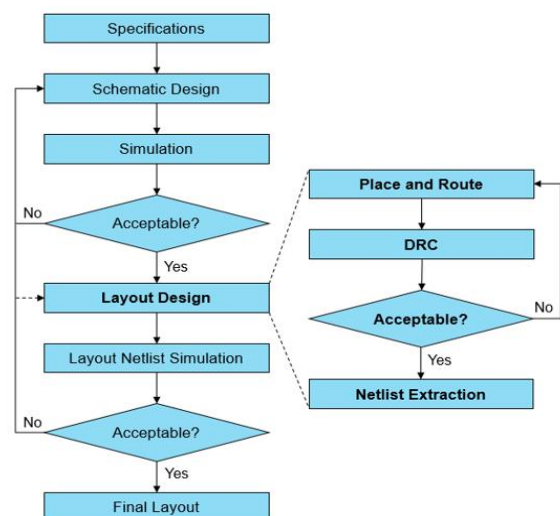 Specifications
Schematic Design
Simulation
No
Acceptable?
Yes
Layout Design
Layout Netlist Simulation
No
Acceptable?
Yes
Final Layout
Place and Route
DRC
Acceptable?
No
Yes
Netlist Extraction